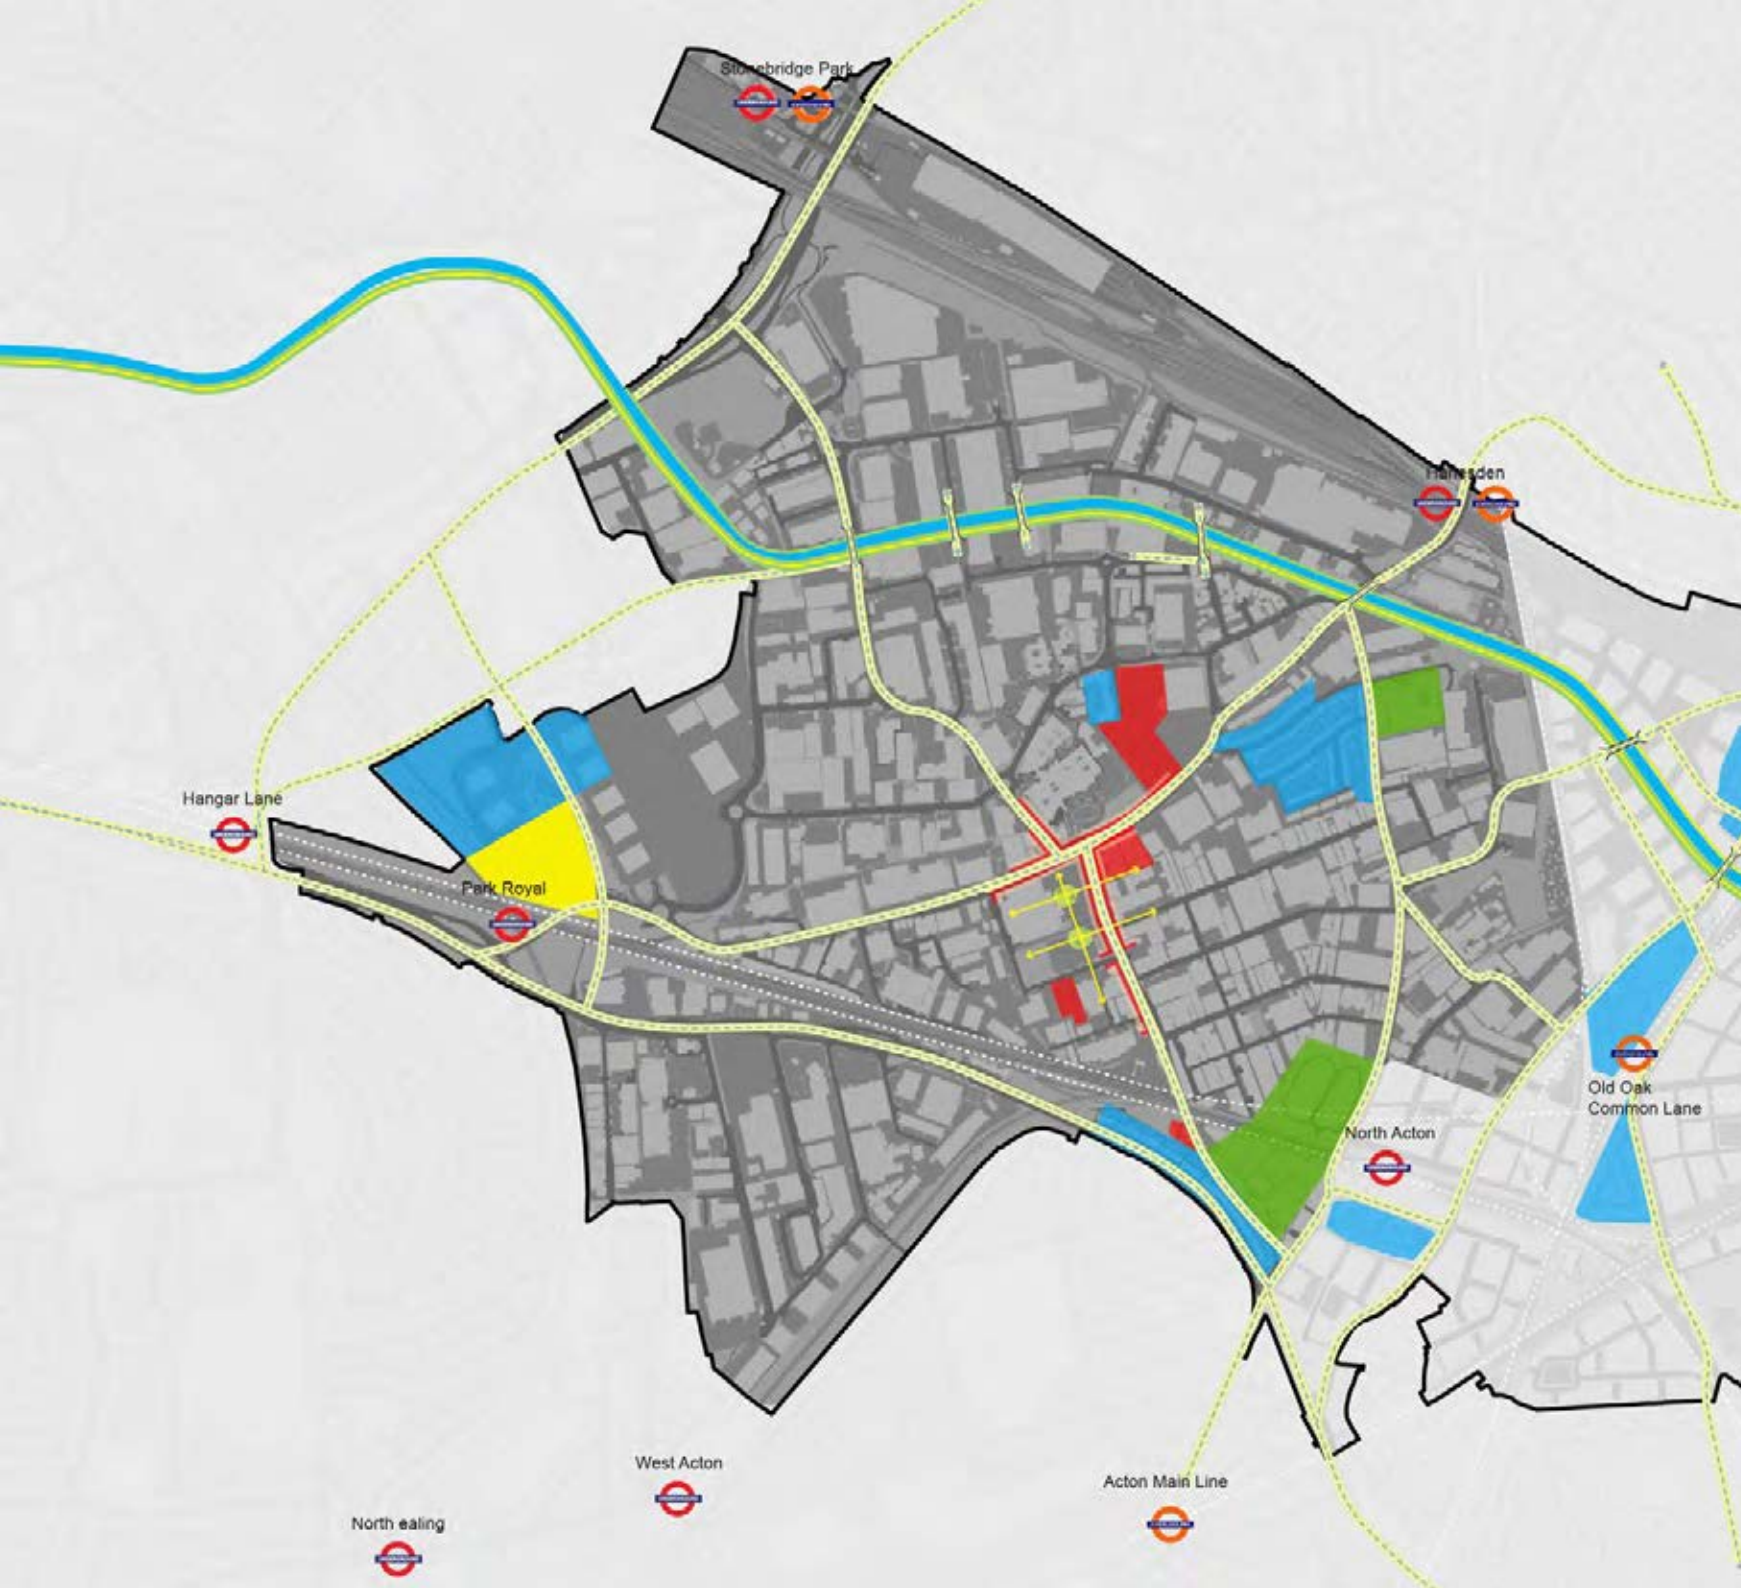 Stonebridge Park
Harlesden
Hangar Lane
Park Royal
Old Oak
Common Lane
North Acton
West Acton
Acton Main Line
North ealing